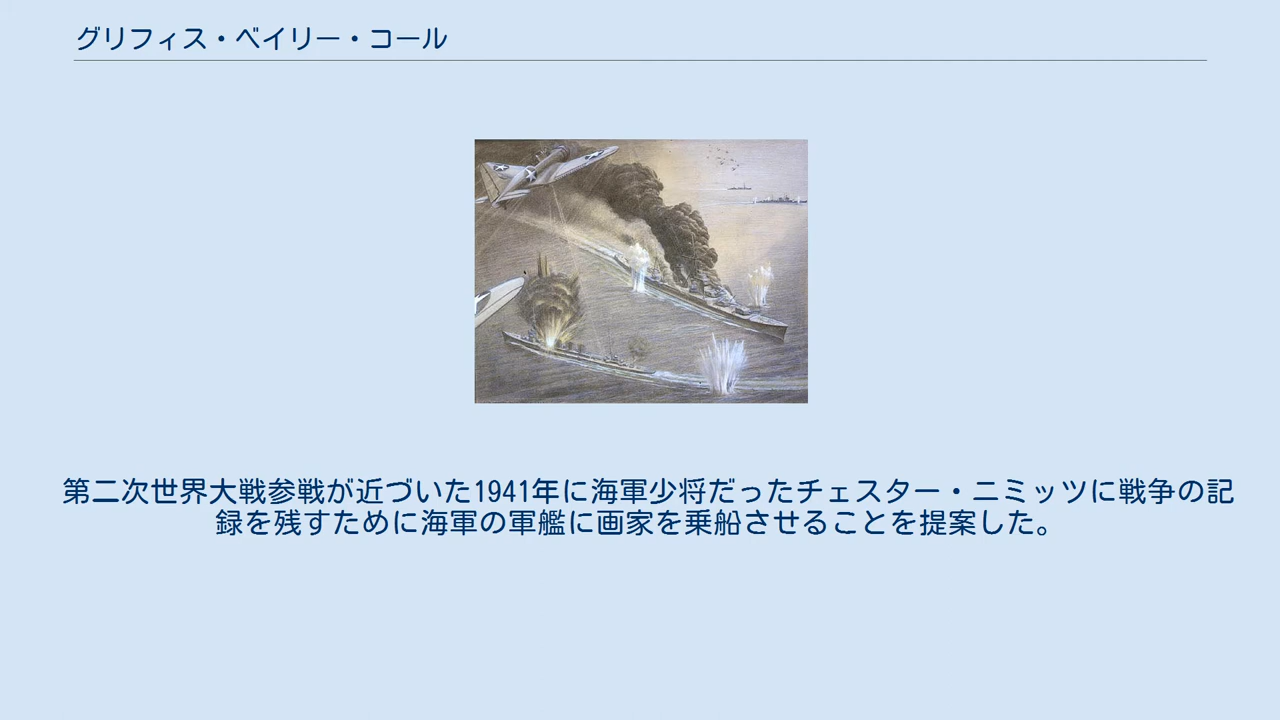 グリフィス・ベイリー・コール
第二次世界大戦参戦が近づいた1941年に海軍少将だったチェスター・ニミッツに戦争の記
録を残すために海軍の軍艦に画家を乗船させることを提案した。